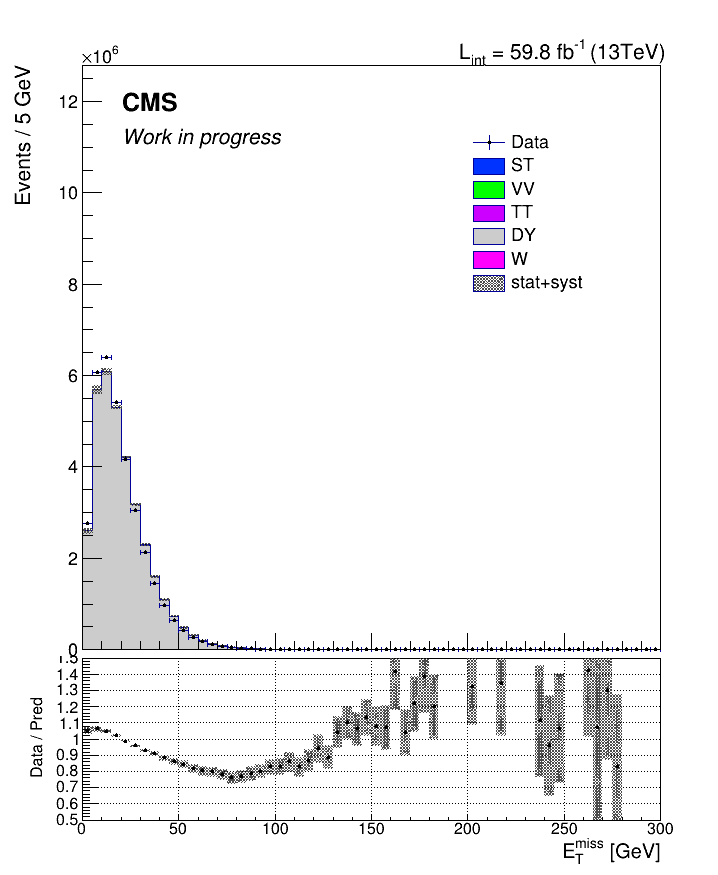 ×10⁶
L_int = 59.8 fb⁻¹ (13TeV)
Events / 5 GeV
CMS
Work in progress
Data
ST
VV
TT
DY
W
stat+syst
12
10
8
6
4
2
0
Data / Pred
1.5
1.4
1.3
1.2
1.1
1
0.9
0.8
0.7
0.6
0.5
0 50 100 150 200 250 300
E_T^miss [GeV]